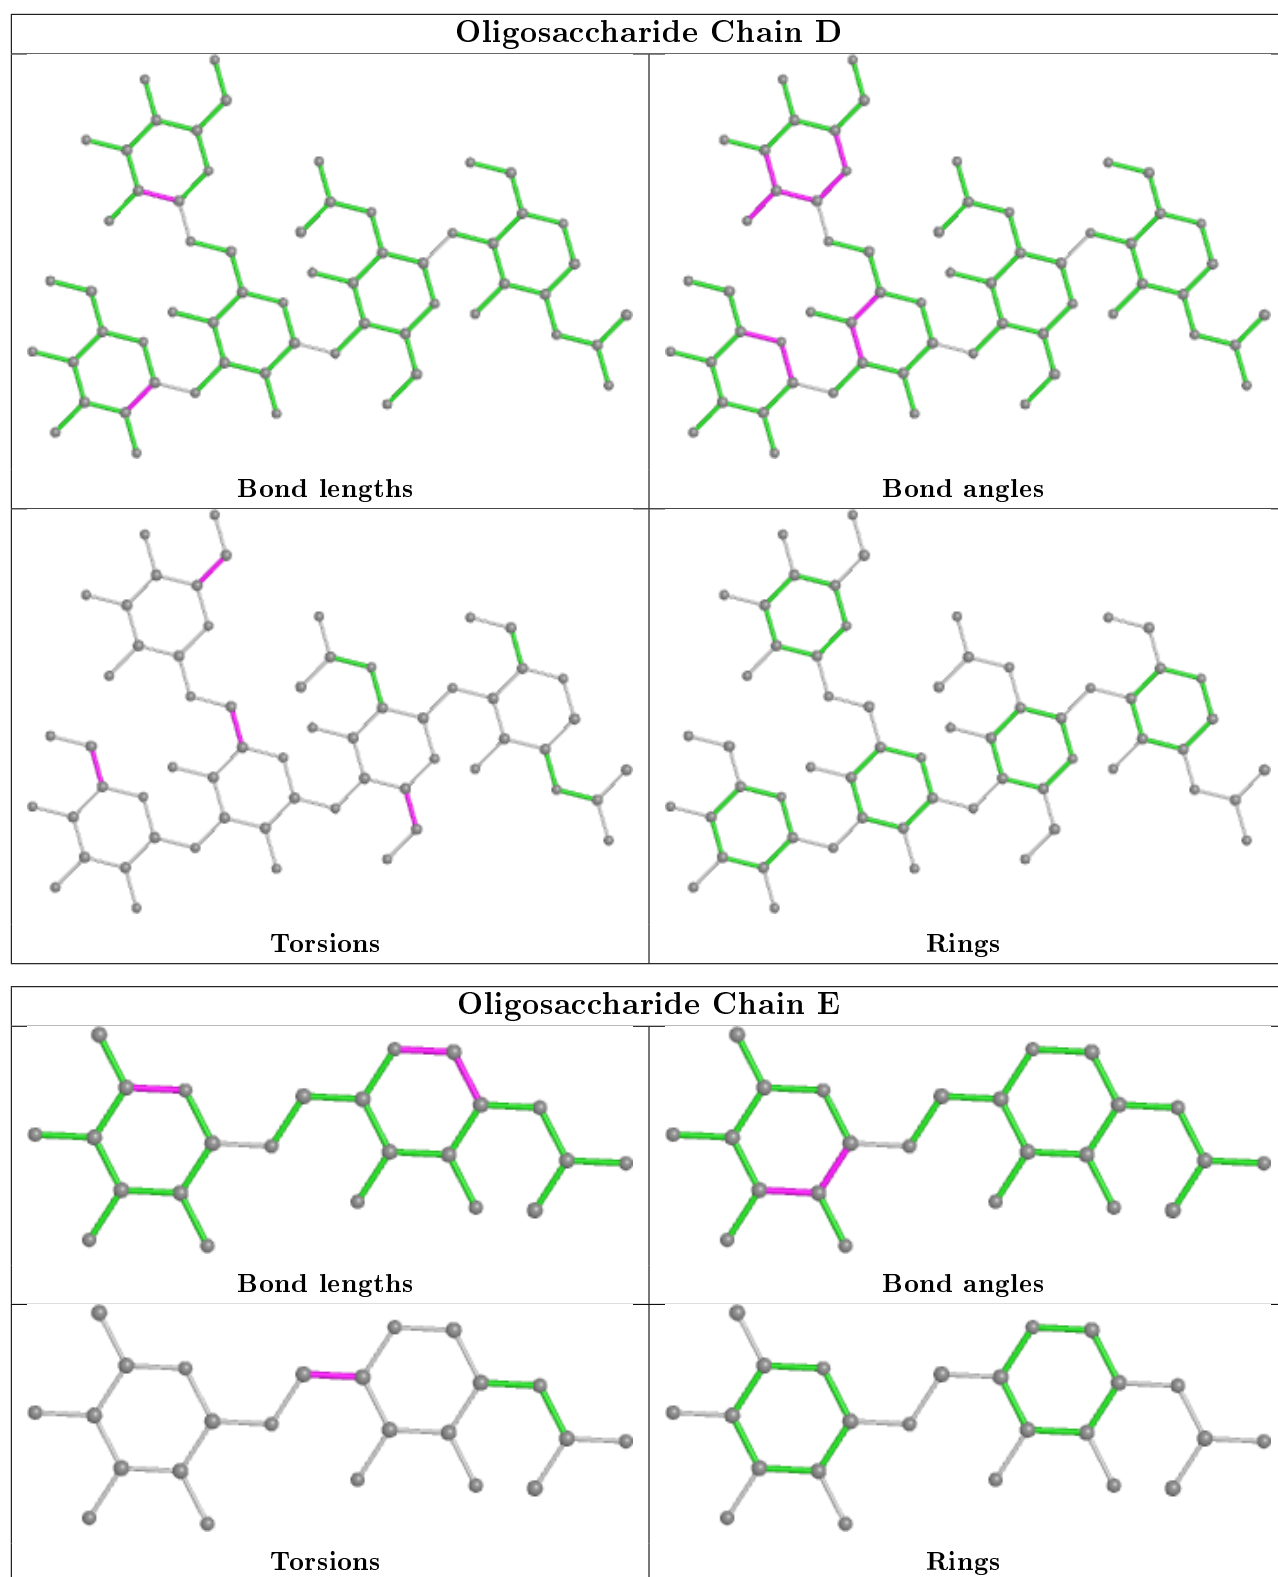 Oligosaccharide Chain D
Bond lengths
Bond angles
Torsions
Rings
Oligosaccharide Chain E
Bond lengths
Bond angles
Torsions
Rings